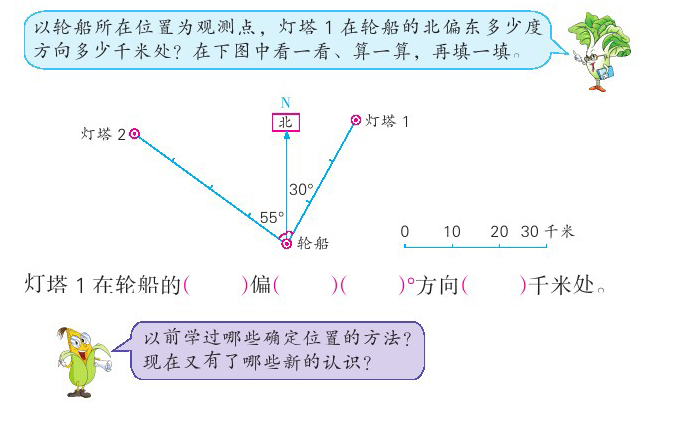 以轮船所在位置为观测点，灯塔 1 在轮船的北偏东多少度
方向多少千米处？在下图中看一看、算一算，再填一填。
N
北
灯塔 2
灯塔 1
30°
55°
轮船
0 10 20 30 千米
灯塔 1 在轮船的( )偏( )( )°方向( )千米处。
以前学过哪些确定位置的方法？
现在又有了哪些新的认识？